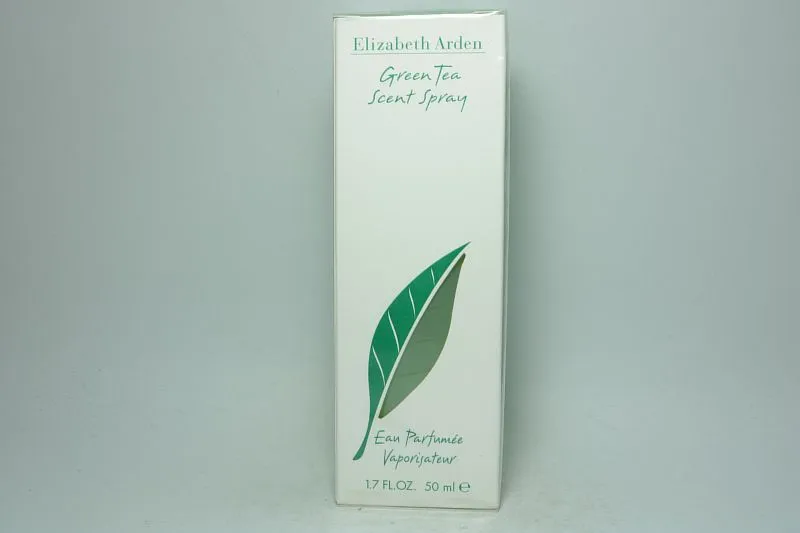 Elizabeth Arden
Green Tea
Scent Spray
Eau Parfumée
Vaporisateur
1.7 FL.OZ. 50 ml ℮